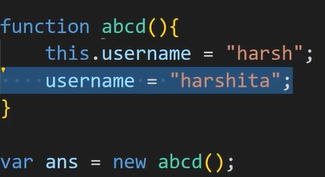 function abcd(){
    this.username = "harsh";
    username = "harshita";
}
var ans = new abcd();